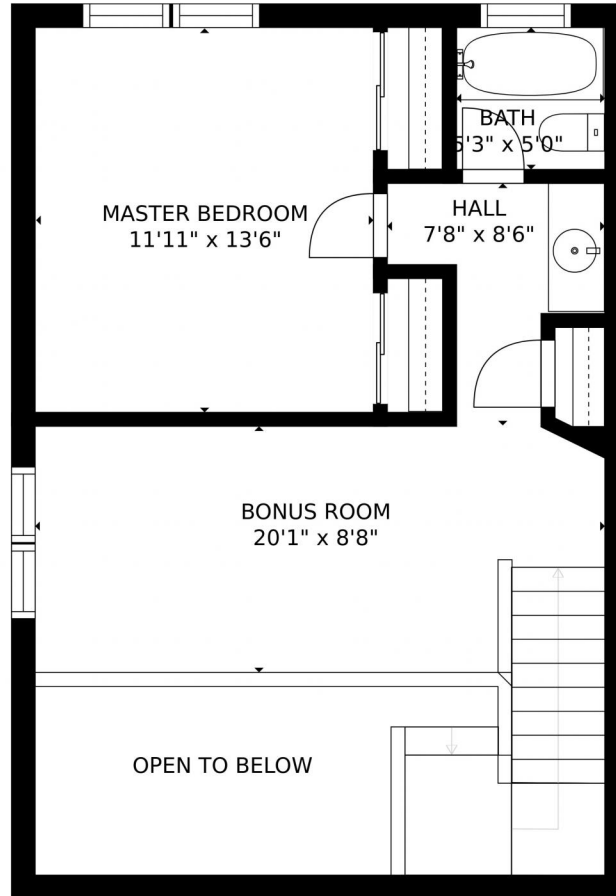 BATH
5'3" x 5'0"
MASTER BEDROOM
11'11" x 13'6"
HALL
7'8" x 8'6"
BONUS ROOM
20'1" x 8'8"
OPEN TO BELOW